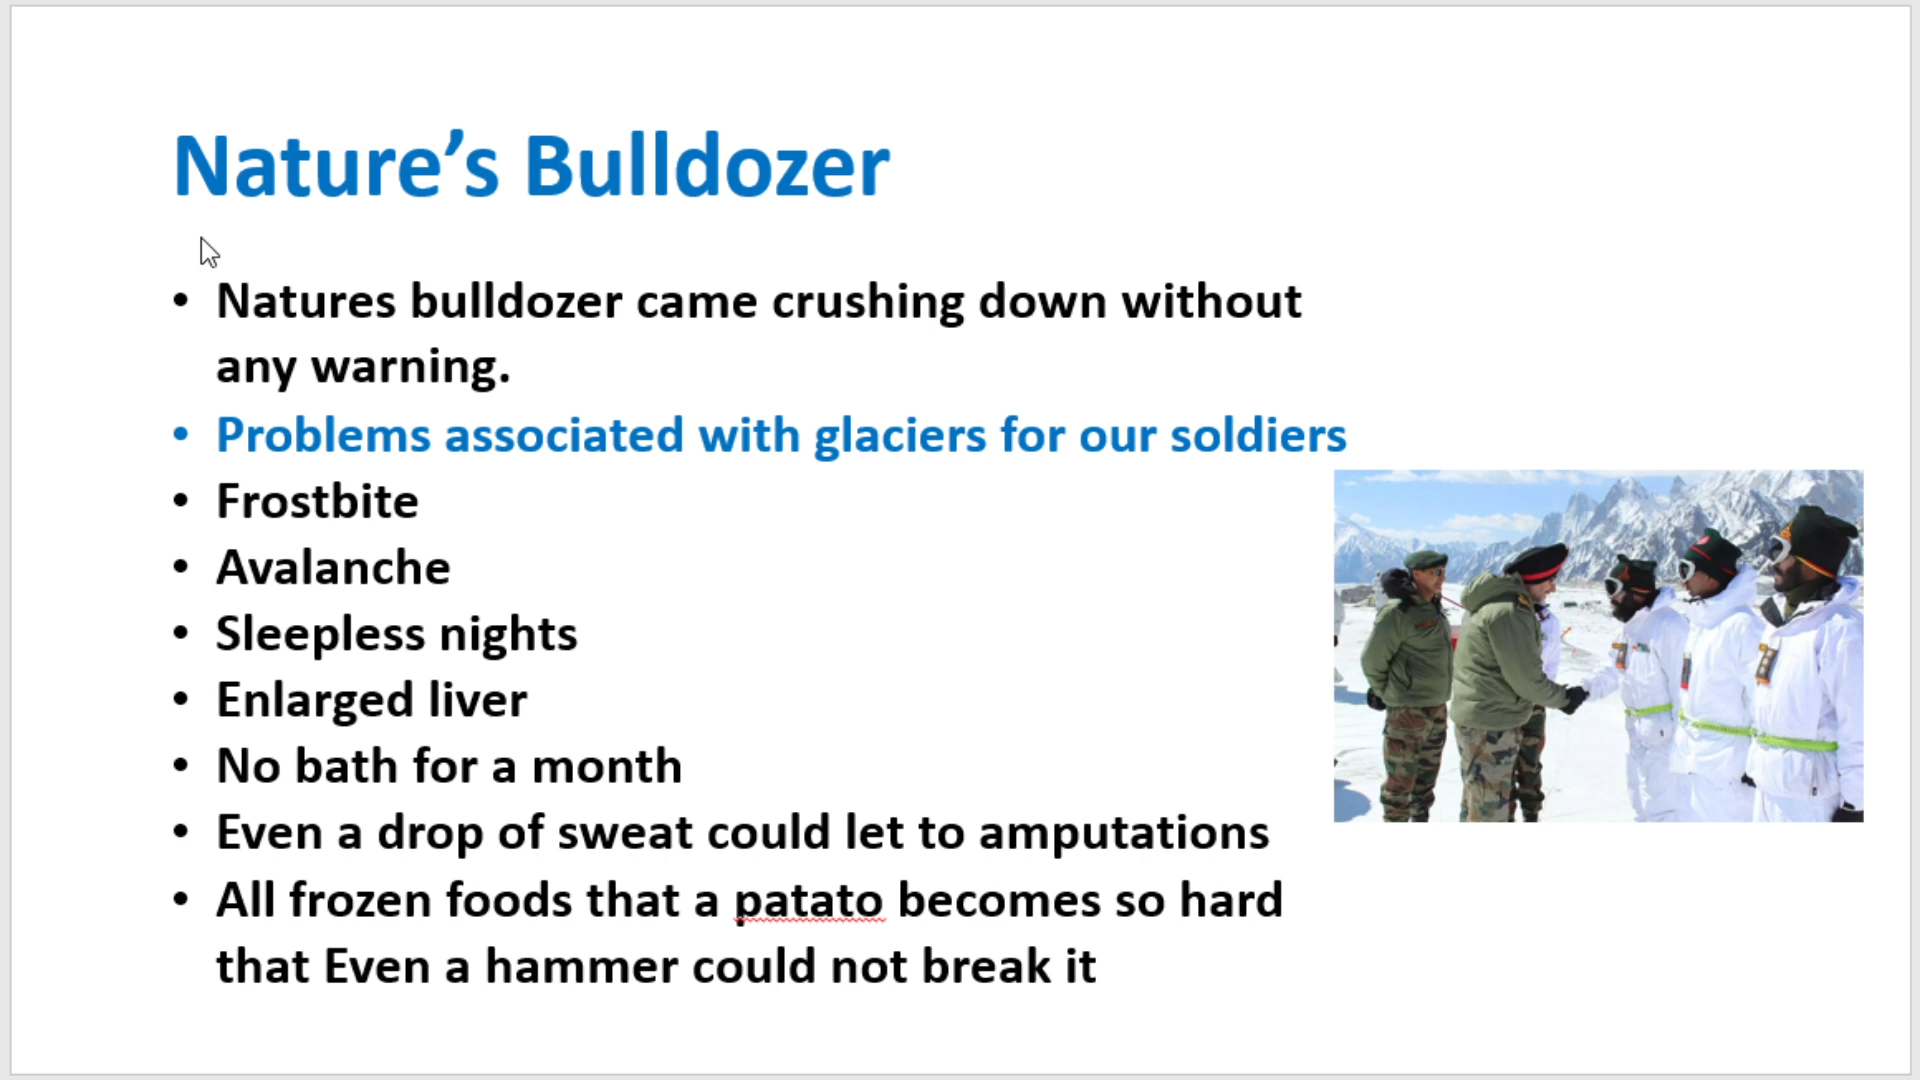 Nature’s Bulldozer
• Natures bulldozer came crushing down without
any warning.
• Problems associated with glaciers for our soldiers
• Frostbite
• Avalanche
• Sleepless nights
• Enlarged liver
• No bath for a month
• Even a drop of sweat could let to amputations
• All frozen foods that a patato becomes so hard
that Even a hammer could not break it